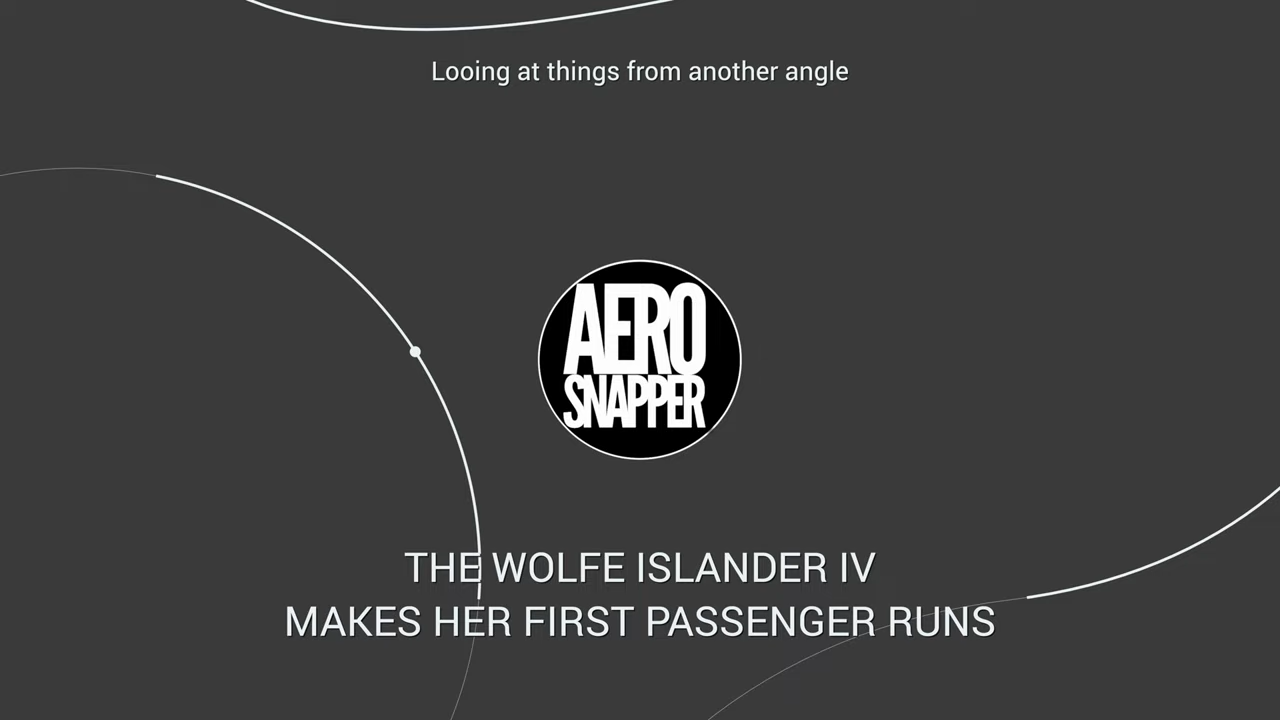 Looing at things from another angle
AERO
SNAPPER
THE WOLFE ISLANDER IV
MAKES HER FIRST PASSENGER RUNS